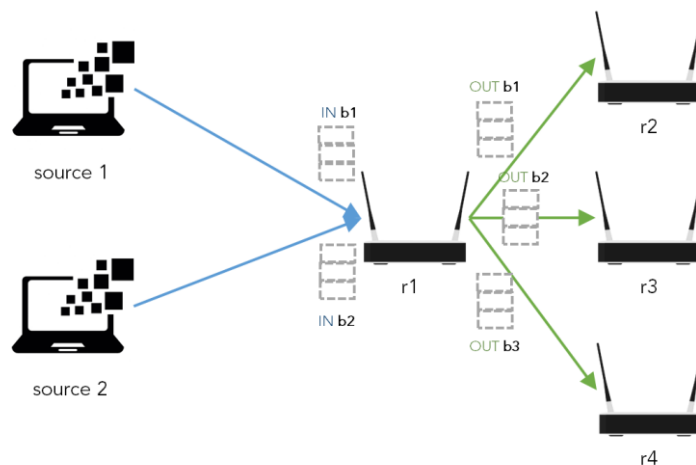 source 1
IN b1
OUT b1
r2
OUT b2
r1
r3
source 2
IN b2
OUT b3
r4